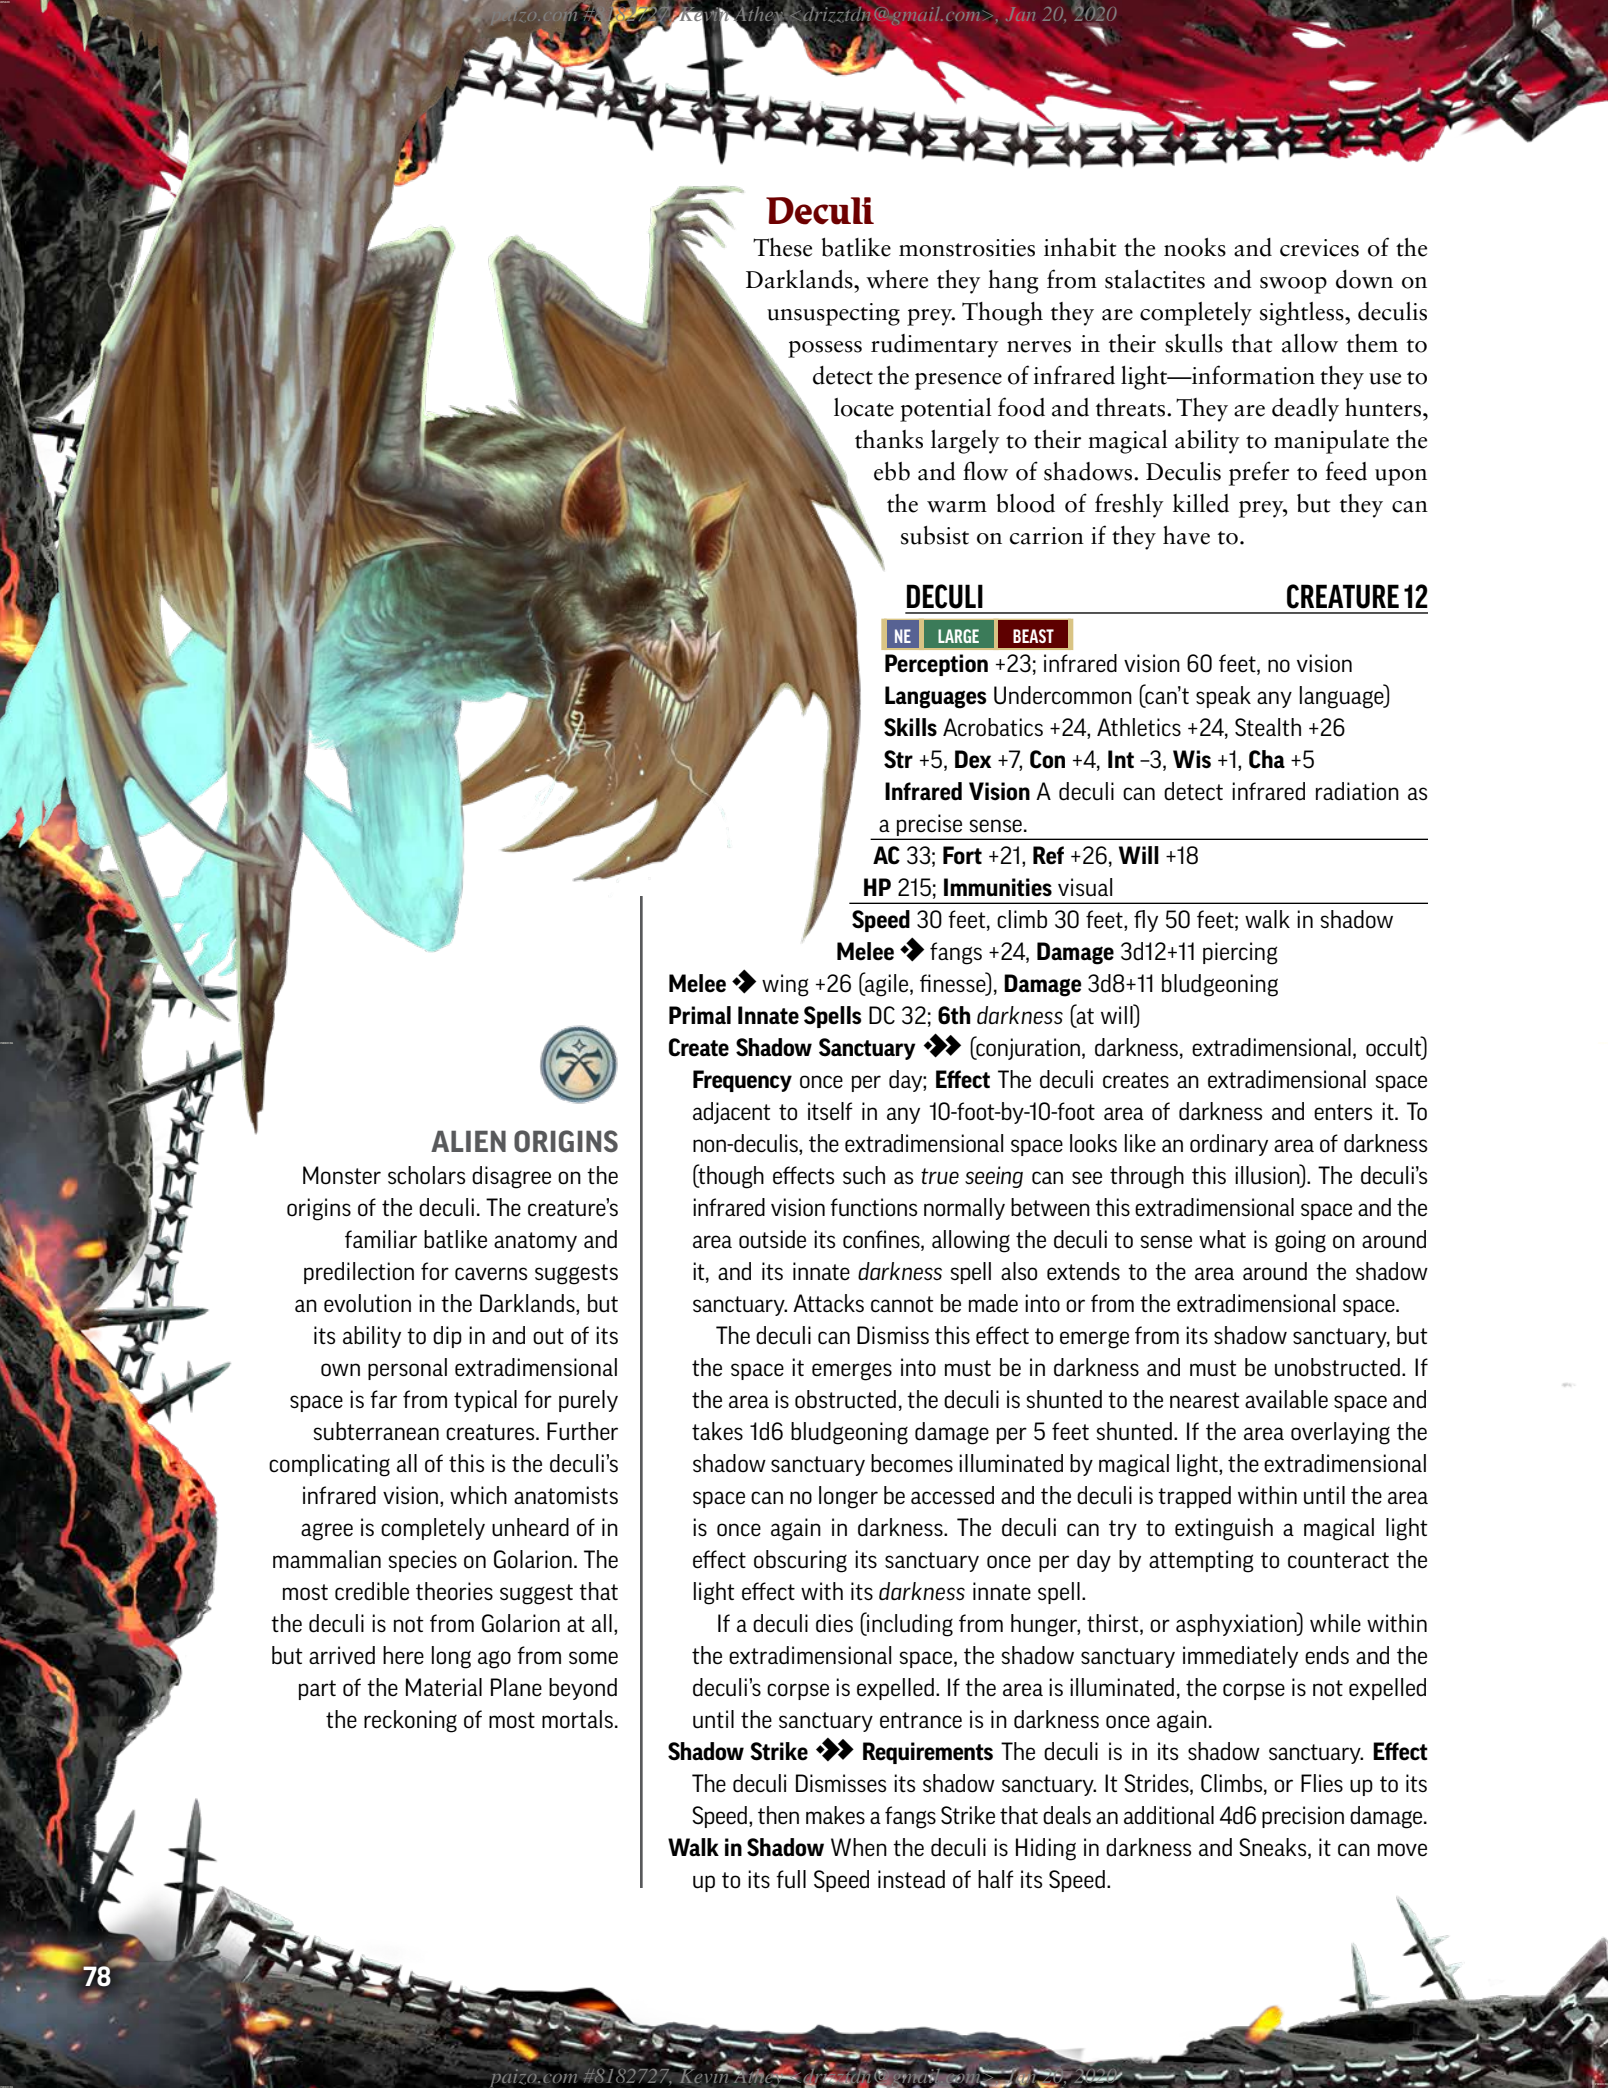 paizo.com #8182727, Kevin Athey <drizztdn@gmail.com>, Jan 20, 2020
Deculi
These batlike monstrosities inhabit the nooks and crevices of the
Darklands, where they hang from stalactites and swoop down on
unsuspecting prey. Though they are completely sightless, deculis
possess rudimentary nerves in their skulls that allow them to
detect the presence of infrared light—information they use to
locate potential food and threats. They are deadly hunters,
thanks largely to their magical ability to manipulate the
ebb and flow of shadows. Deculis prefer to feed upon
the warm blood of freshly killed prey, but they can
subsist on carrion if they have to.
DECULI CREATURE 12
NE LARGE BEAST
Perception +23; infrared vision 60 feet, no vision
Languages Undercommon (can't speak any language)
Skills Acrobatics +24, Athletics +24, Stealth +26
Str +5, Dex +7, Con +4, Int –3, Wis +1, Cha +5
Infrared Vision A deculi can detect infrared radiation as
a precise sense.
AC 33; Fort +21, Ref +26, Will +18
HP 215; Immunities visual
Speed 30 feet, climb 30 feet, fly 50 feet; walk in shadow
Melee fangs +24, Damage 3d12+11 piercing
Melee wing +26 (agile, finesse), Damage 3d8+11 bludgeoning
Primal Innate Spells DC 32; 6th darkness (at will)
Create Shadow Sanctuary (conjuration, darkness, extradimensional, occult)
Frequency once per day; Effect The deculi creates an extradimensional space
adjacent to itself in any 10-foot-by-10-foot area of darkness and enters it. To
non-deculis, the extradimensional space looks like an ordinary area of darkness
(though effects such as true seeing can see through this illusion). The deculi's
infrared vision functions normally between this extradimensional space and the
area outside its confines, allowing the deculi to sense what is going on around
it, and its innate darkness spell also extends to the area around the shadow
sanctuary. Attacks cannot be made into or from the extradimensional space.
The deculi can Dismiss this effect to emerge from its shadow sanctuary, but
the space it emerges into must be in darkness and must be unobstructed. If
the area is obstructed, the deculi is shunted to the nearest available space and
takes 1d6 bludgeoning damage per 5 feet shunted. If the area overlaying the
shadow sanctuary becomes illuminated by magical light, the extradimensional
space can no longer be accessed and the deculi is trapped within until the area
is once again in darkness. The deculi can try to extinguish a magical light
effect obscuring its sanctuary once per day by attempting to counteract the
light effect with its darkness innate spell.
If a deculi dies (including from hunger, thirst, or asphyxiation) while within
the extradimensional space, the shadow sanctuary immediately ends and the
deculi's corpse is expelled. If the area is illuminated, the corpse is not expelled
until the sanctuary entrance is in darkness once again.
Shadow Strike Requirements The deculi is in its shadow sanctuary. Effect
The deculi Dismisses its shadow sanctuary. It Strides, Climbs, or Flies up to its
Speed, then makes a fangs Strike that deals an additional 4d6 precision damage.
Walk in Shadow When the deculi is Hiding in darkness and Sneaks, it can move
up to its full Speed instead of half its Speed.
ALIEN ORIGINS
Monster scholars disagree on the
origins of the deculi. The creature's
familiar batlike anatomy and
predilection for caverns suggests
an evolution in the Darklands, but
its ability to dip in and out of its
own personal extradimensional
space is far from typical for purely
subterranean creatures. Further
complicating all of this is the deculi's
infrared vision, which anatomists
agree is completely unheard of in
mammalian species on Golarion. The
most credible theories suggest that
the deculi is not from Golarion at all,
but arrived here long ago from some
part of the Material Plane beyond
the reckoning of most mortals.
78
paizo.com #8182727, Kevin Athey <drizztdn@gmail.com>, Jan 20, 2020